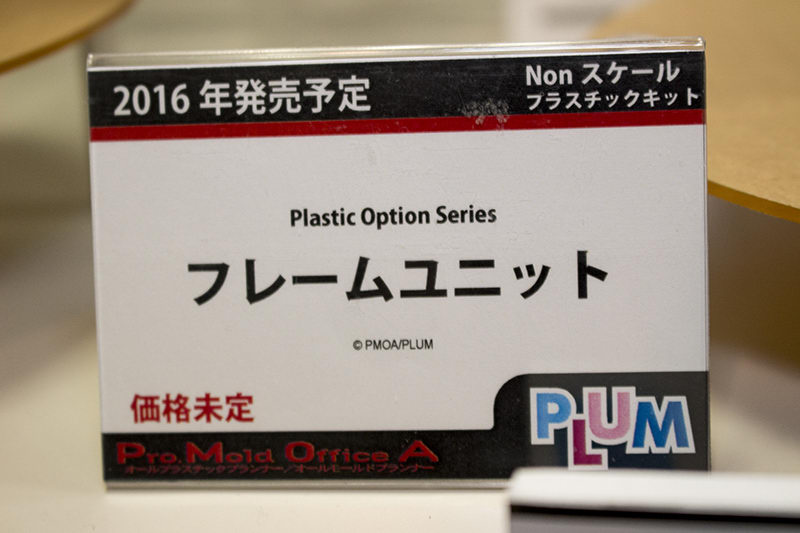 2016年発売予定
Non スケール
プラスチックキット
Plastic Option Series
フレームユニット
© PMOA/PLUM
価格未定
Pro.Mold Office A
オールプラスチックプランナー/オールモールドプランナー
PLUM